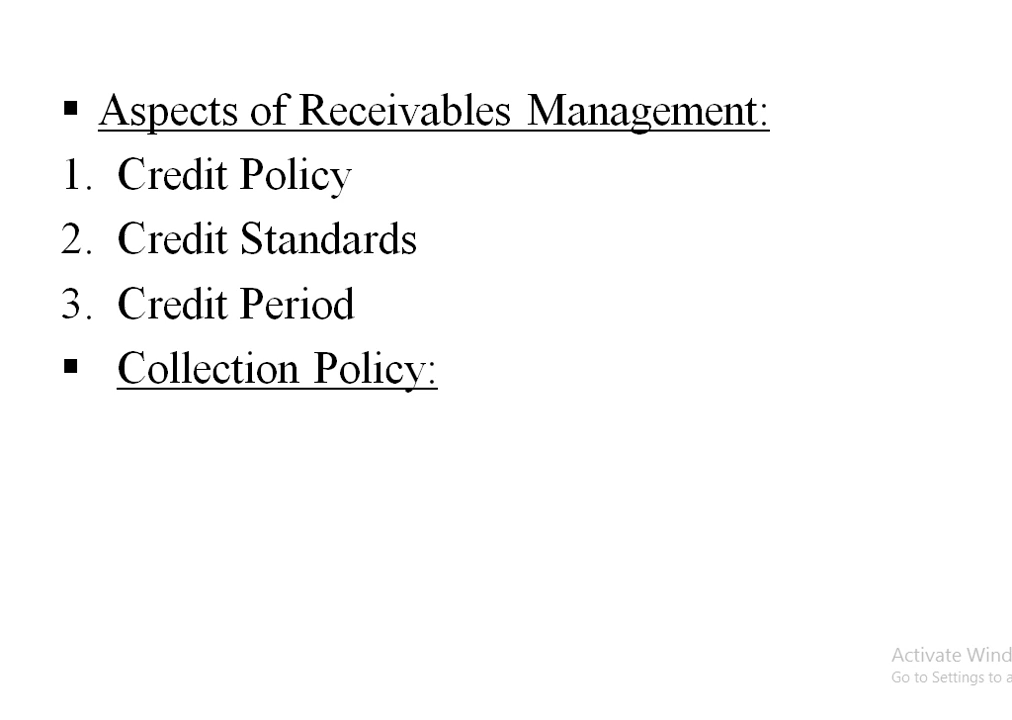 ▪ Aspects of Receivables Management:
1. Credit Policy
2. Credit Standards
3. Credit Period
▪ Collection Policy:
Activate Wind
Go to Settings to a